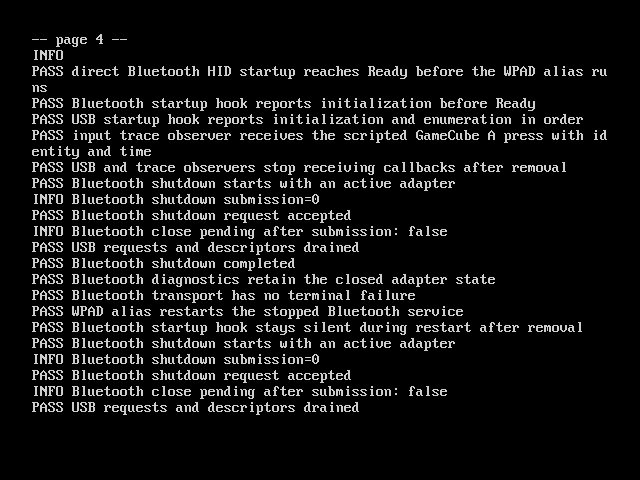 -- page 4 --
INFO
PASS direct Bluetooth HID startup reaches Ready before the WPAD alias ru
ns
PASS Bluetooth startup hook reports initialization before Ready
PASS USB startup hook reports initialization and enumeration in order
PASS input trace observer receives the scripted GameCube A press with id
entity and time
PASS USB and trace observers stop receiving callbacks after removal
PASS Bluetooth shutdown starts with an active adapter
INFO Bluetooth shutdown submission=0
PASS Bluetooth shutdown request accepted
INFO Bluetooth close pending after submission: false
PASS USB requests and descriptors drained
PASS Bluetooth shutdown completed
PASS Bluetooth diagnostics retain the closed adapter state
PASS Bluetooth transport has no terminal failure
PASS WPAD alias restarts the stopped Bluetooth service
PASS Bluetooth startup hook stays silent during restart after removal
PASS Bluetooth shutdown starts with an active adapter
INFO Bluetooth shutdown submission=0
PASS Bluetooth shutdown request accepted
INFO Bluetooth close pending after submission: false
PASS USB requests and descriptors drained